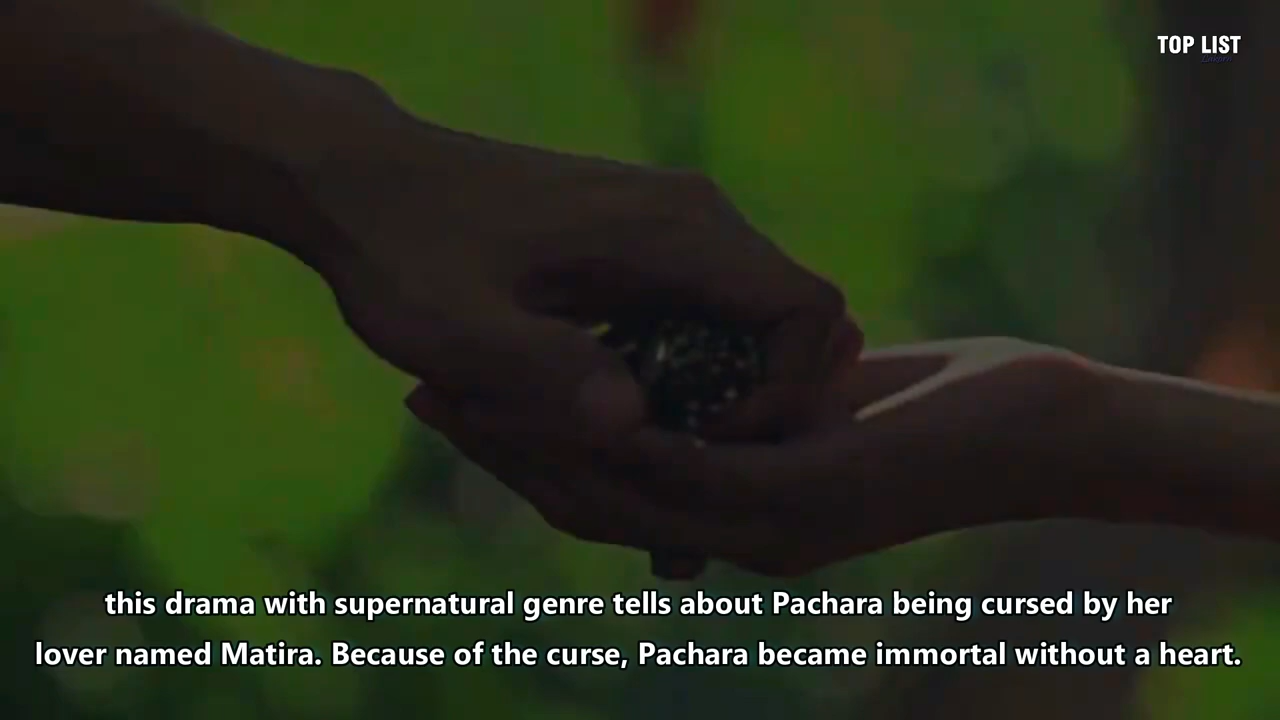 TOP LIST
Lakorn
this drama with supernatural genre tells about Pachara being cursed by her
lover named Matira. Because of the curse, Pachara became immortal without a heart.